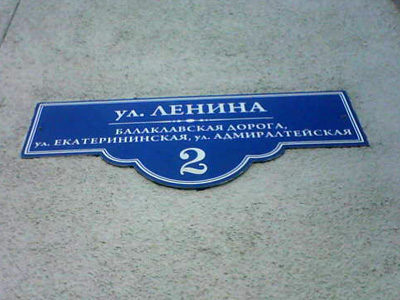 ул. ЛЕНИНА
БАЛАКЛАВСКАЯ ДОРОГА,
ул. ЕКАТЕРИНИНСКАЯ, ул. АДМИРАЛТЕЙСКАЯ
2